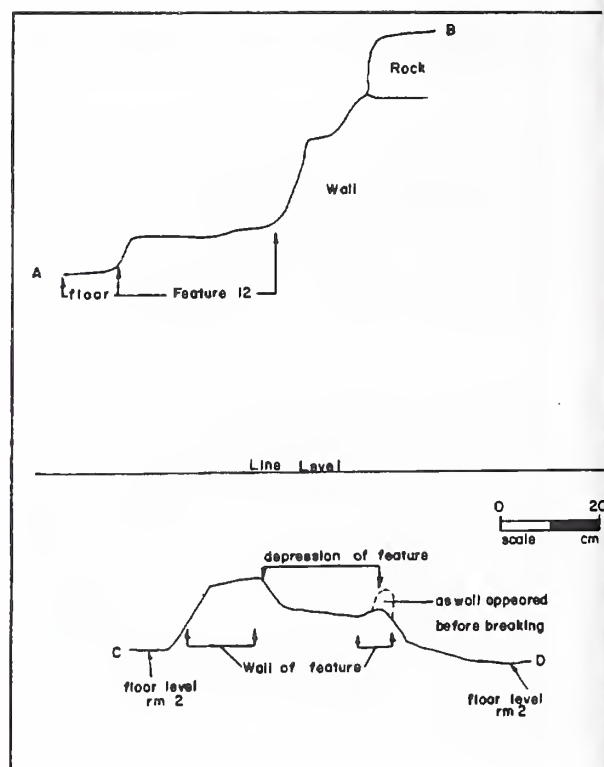 B
Rock
Wall
A
floor
Feature 12
Line Level
0 20
scale cm
depression of feature
as wall appeared
before breaking
C
Wall of feature
D
floor level
rm 2
floor level
rm 2